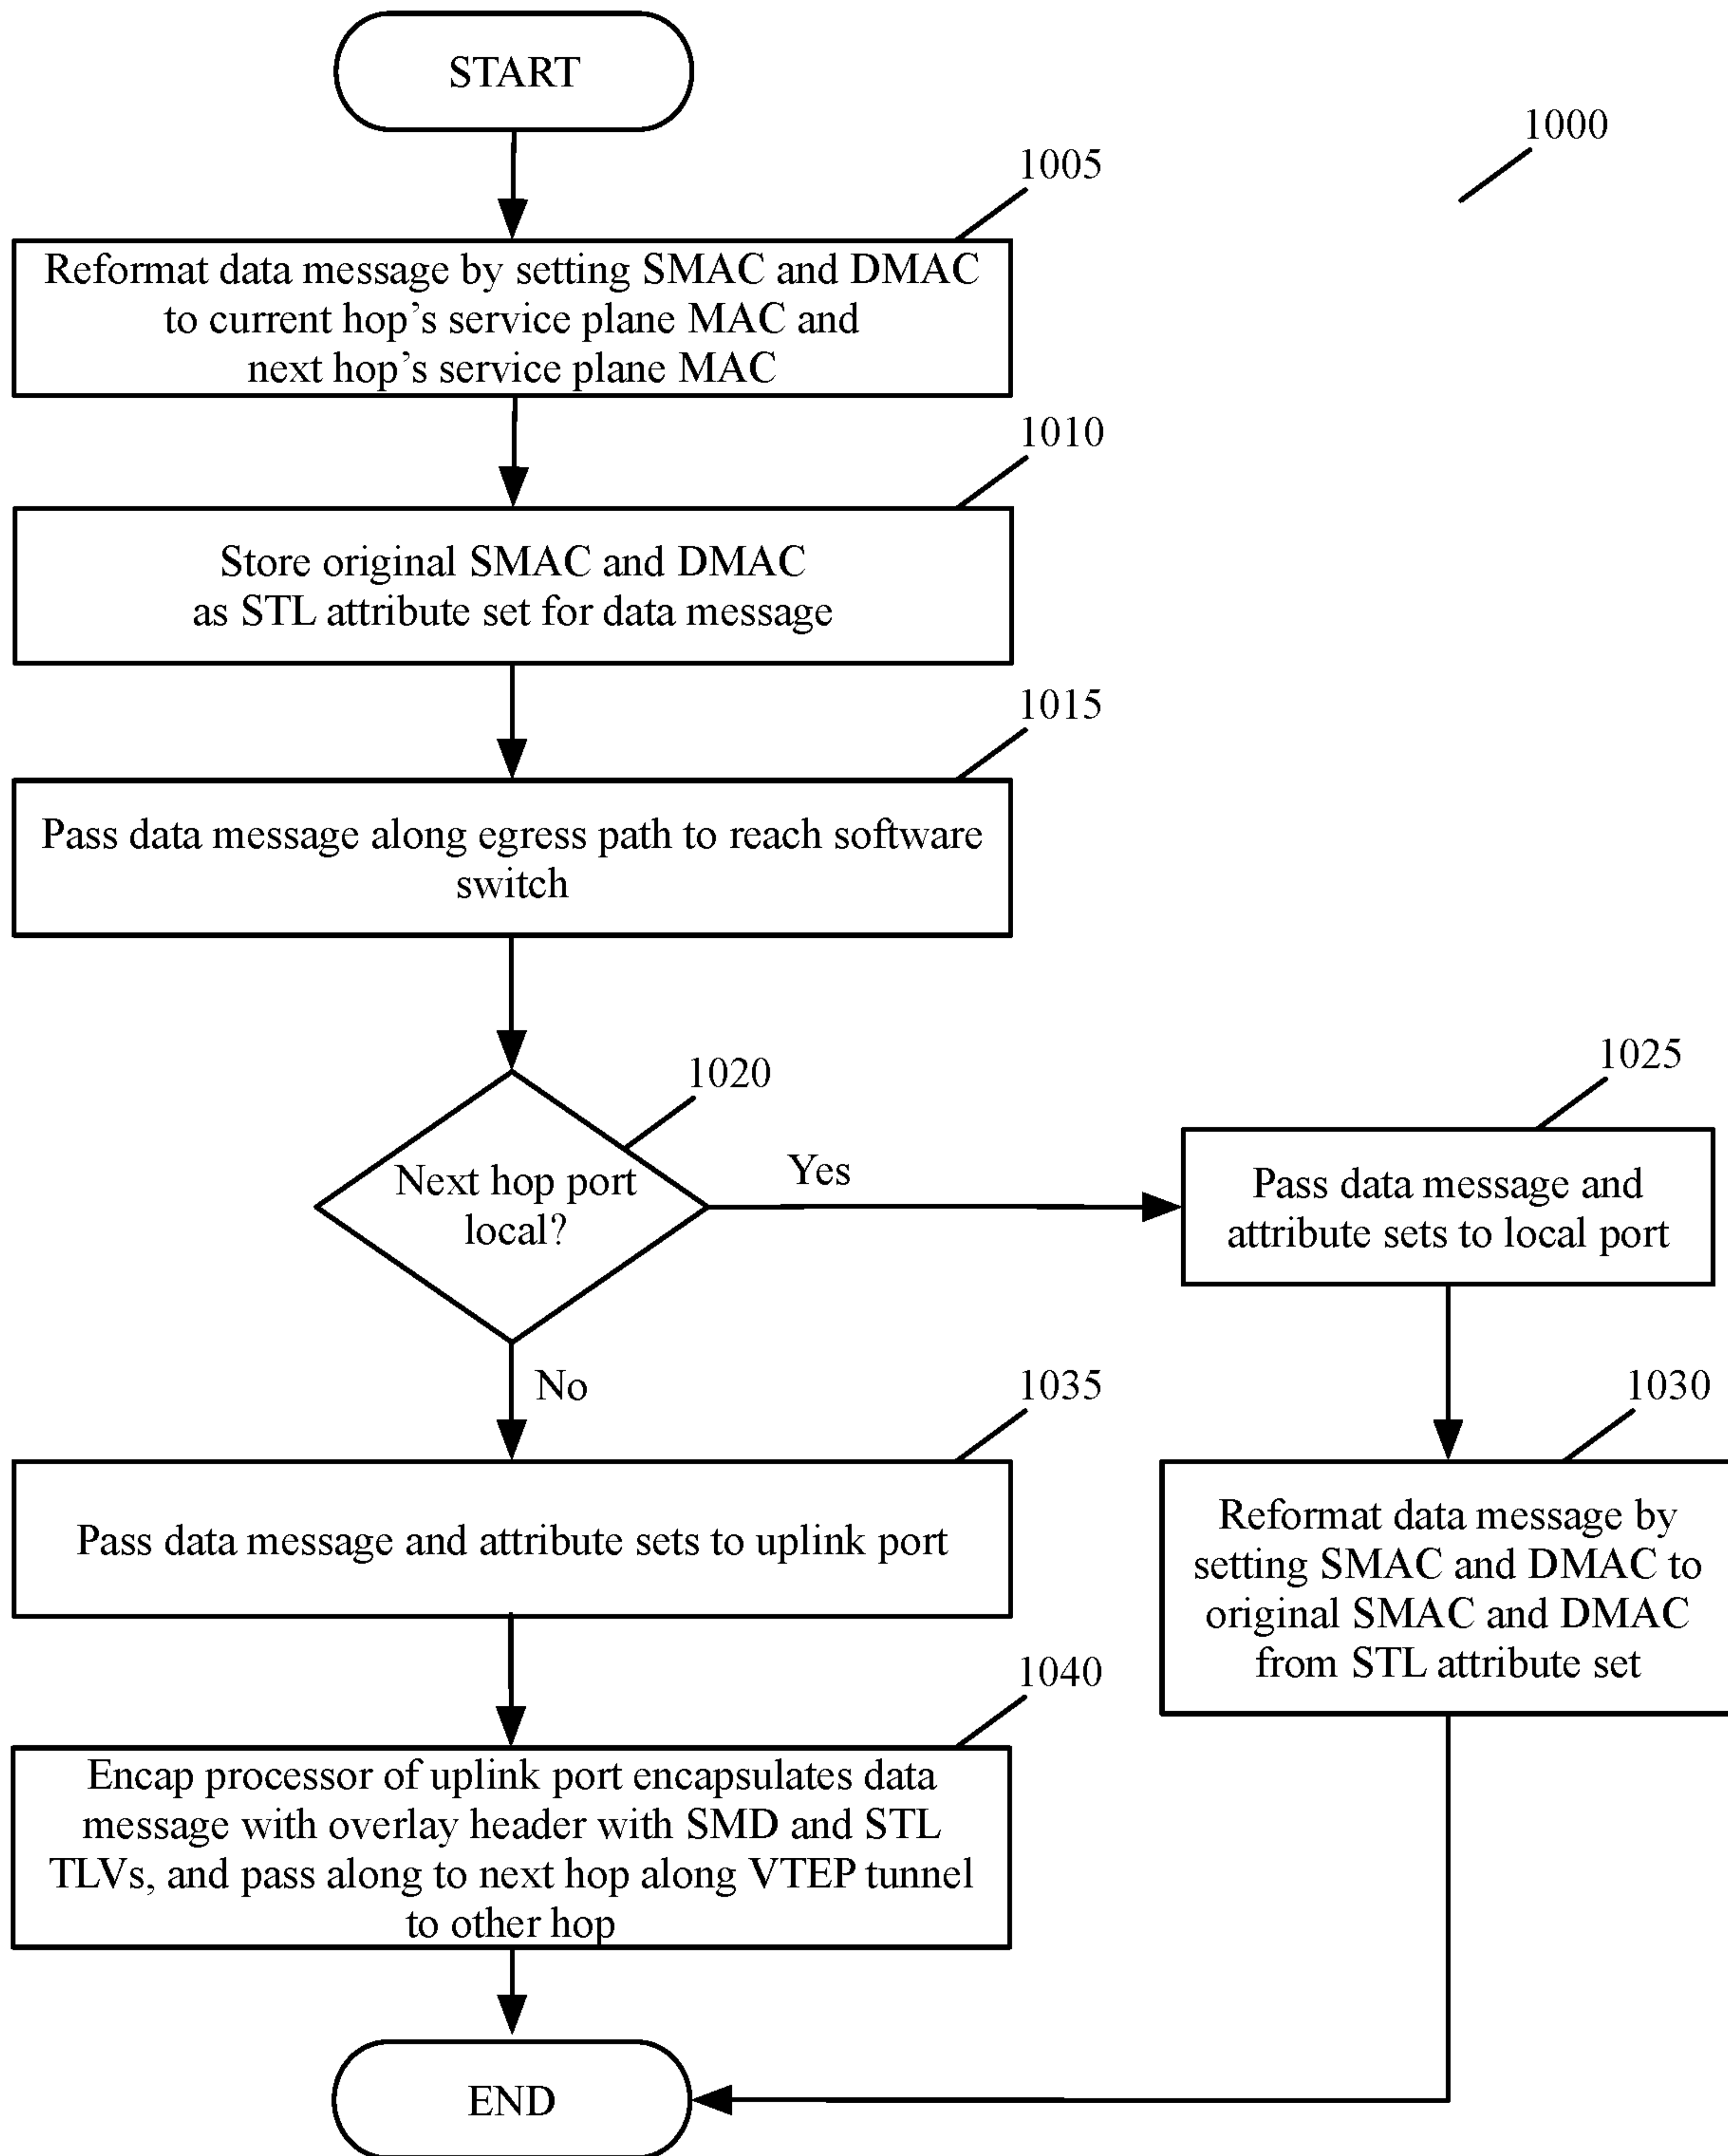 START
1000
1005
Reformat data message by setting SMAC and DMAC
to current hop's service plane MAC and
next hop's service plane MAC
1010
Store original SMAC and DMAC
as STL attribute set for data message
1015
Pass data message along egress path to reach software
switch
1020
Next hop port
local?
Yes
1025
Pass data message and
attribute sets to local port
No
1035
Pass data message and attribute sets to uplink port
1030
Reformat data message by
setting SMAC and DMAC to
original SMAC and DMAC
from STL attribute set
1040
Encap processor of uplink port encapsulates data
message with overlay header with SMD and STL
TLVs, and pass along to next hop along VTEP tunnel
to other hop
END